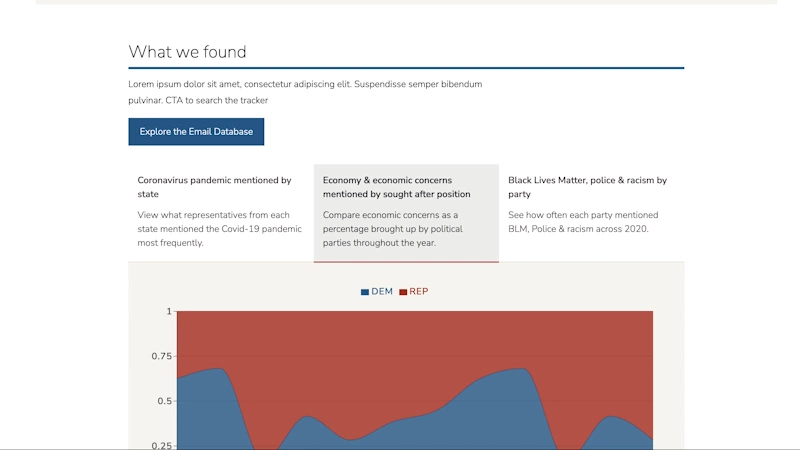 What we found
Lorem ipsum dolor sit amet, consectetur adipiscing elit. Suspendisse semper bibendum
pulvinar. CTA to search the tracker
Explore the Email Database
Coronavirus pandemic mentioned by
state
View what representatives from each
state mentioned the Covid-19 pandemic
most frequently.
Economy & economic concerns
mentioned by sought after position
Compare economic concerns as a
percentage brought up by political
parties throughout the year.
Black Lives Matter, police & racism by
party
See how often each party mentioned
BLM, Police & racism across 2020.
DEM REP
1
0.75
0.5
0.25